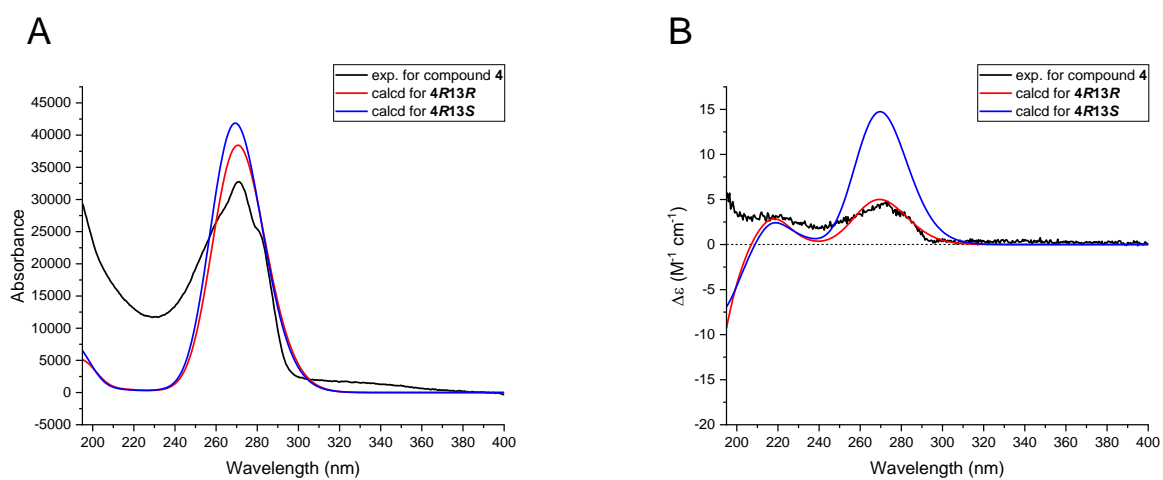 A
exp. for compound 4
calcd for 4R13R
calcd for 4R13S
45000
40000
35000
30000
25000
20000
15000
10000
5000
0
-5000
Absorbance
200 220 240 260 280 300 320 340 360 380 400
Wavelength (nm)
B
exp. for compound 4
calcd for 4R13R
calcd for 4R13S
15
10
5
0
-5
-10
-15
-20
Δε (M⁻¹ cm⁻¹)
200 220 240 260 280 300 320 340 360 380 400
Wavelength (nm)